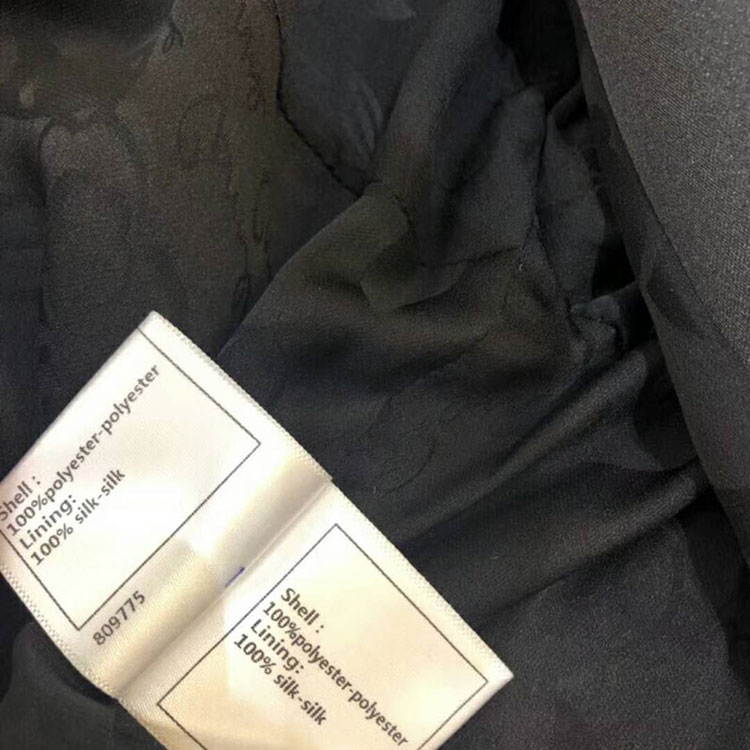 Shell :
100%polyester-polyester
Lining:
100% silk-silk
809775
Shell :
100%polyester-polyester
Lining:
100% silk-silk